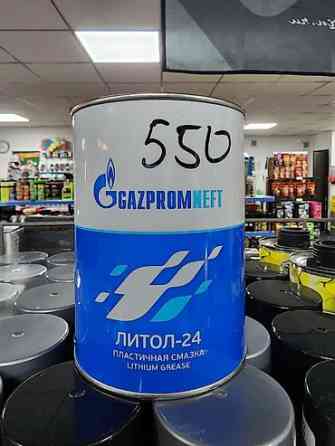 550
GAZPROMNEFT
ЛИТОЛ-24
ПЛАСТИЧНАЯ СМАЗКА
LITHIUM GREASE